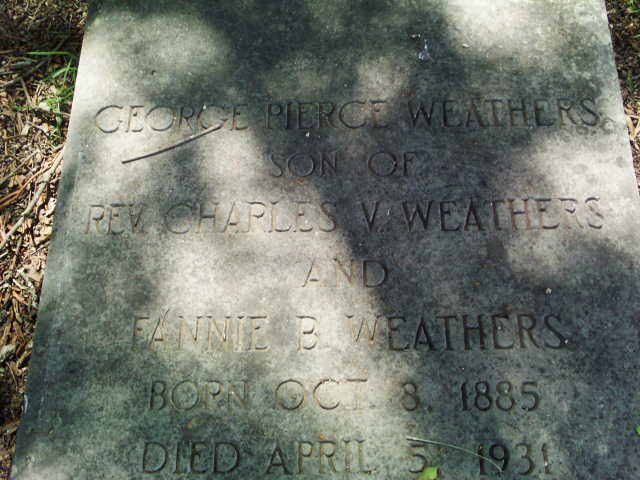 GEORGE PIERCE WEATHERS
SON OF
REV. CHARLES V. WEATHERS
AND
FANNIE B. WEATHERS
BORN OCT. 8, 1885
DIED APRIL 5, 1931